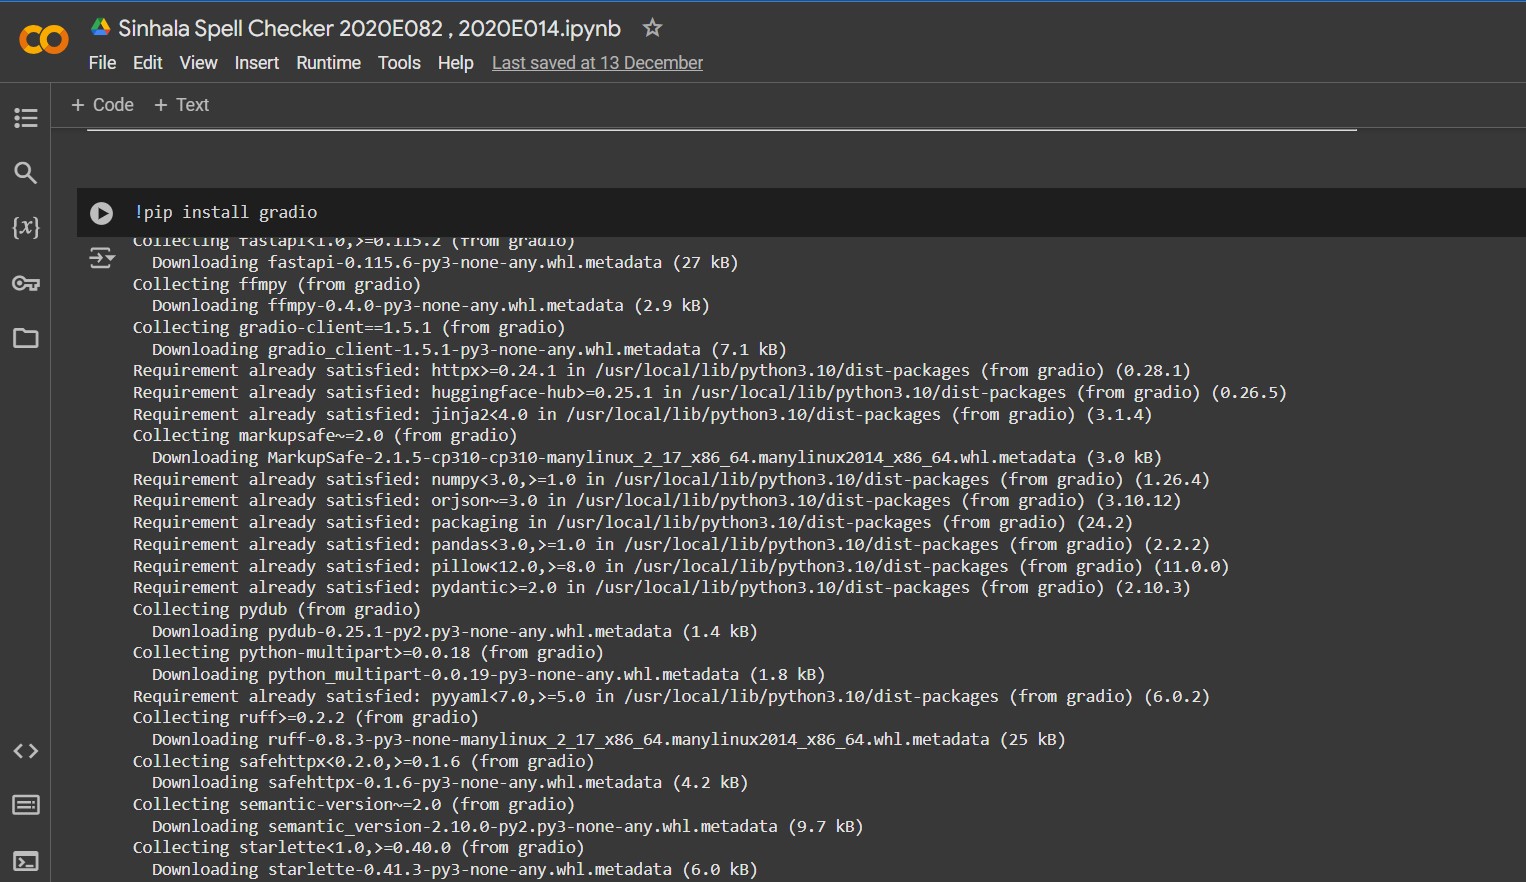 Sinhala Spell Checker 2020E082 , 2020E014.ipynb
File Edit View Insert Runtime Tools Help Last saved at 13 December
+ Code + Text
!pip install gradio
Collecting fastapi<1.0,>=0.115.2 (from gradio)
Downloading fastapi-0.115.6-py3-none-any.whl.metadata (27 kB)
Collecting ffmpy (from gradio)
Downloading ffmpy-0.4.0-py3-none-any.whl.metadata (2.9 kB)
Collecting gradio-client==1.5.1 (from gradio)
Downloading gradio_client-1.5.1-py3-none-any.whl.metadata (7.1 kB)
Requirement already satisfied: httpx>=0.24.1 in /usr/local/lib/python3.10/dist-packages (from gradio) (0.28.1)
Requirement already satisfied: huggingface-hub>=0.25.1 in /usr/local/lib/python3.10/dist-packages (from gradio) (0.26.5)
Requirement already satisfied: jinja2<4.0 in /usr/local/lib/python3.10/dist-packages (from gradio) (3.1.4)
Collecting markupsafe~=2.0 (from gradio)
Downloading MarkupSafe-2.1.5-cp310-cp310-manylinux_2_17_x86_64.manylinux2014_x86_64.whl.metadata (3.0 kB)
Requirement already satisfied: numpy<3.0,>=1.0 in /usr/local/lib/python3.10/dist-packages (from gradio) (1.26.4)
Requirement already satisfied: orjson~=3.0 in /usr/local/lib/python3.10/dist-packages (from gradio) (3.10.12)
Requirement already satisfied: packaging in /usr/local/lib/python3.10/dist-packages (from gradio) (24.2)
Requirement already satisfied: pandas<3.0,>=1.0 in /usr/local/lib/python3.10/dist-packages (from gradio) (2.2.2)
Requirement already satisfied: pillow<12.0,>=8.0 in /usr/local/lib/python3.10/dist-packages (from gradio) (11.0.0)
Requirement already satisfied: pydantic>=2.0 in /usr/local/lib/python3.10/dist-packages (from gradio) (2.10.3)
Collecting pydub (from gradio)
Downloading pydub-0.25.1-py2.py3-none-any.whl.metadata (1.4 kB)
Collecting python-multipart>=0.0.18 (from gradio)
Downloading python_multipart-0.0.19-py3-none-any.whl.metadata (1.8 kB)
Requirement already satisfied: pyyaml<7.0,>=5.0 in /usr/local/lib/python3.10/dist-packages (from gradio) (6.0.2)
Collecting ruff>=0.2.2 (from gradio)
Downloading ruff-0.8.3-py3-none-manylinux_2_17_x86_64.manylinux2014_x86_64.whl.metadata (25 kB)
Collecting safehttpx<0.2.0,>=0.1.6 (from gradio)
Downloading safehttpx-0.1.6-py3-none-any.whl.metadata (4.2 kB)
Collecting semantic-version~=2.0 (from gradio)
Downloading semantic_version-2.10.0-py2.py3-none-any.whl.metadata (9.7 kB)
Collecting starlette<1.0,>=0.40.0 (from gradio)
Downloading starlette-0.41.3-py3-none-any.whl.metadata (6.0 kB)